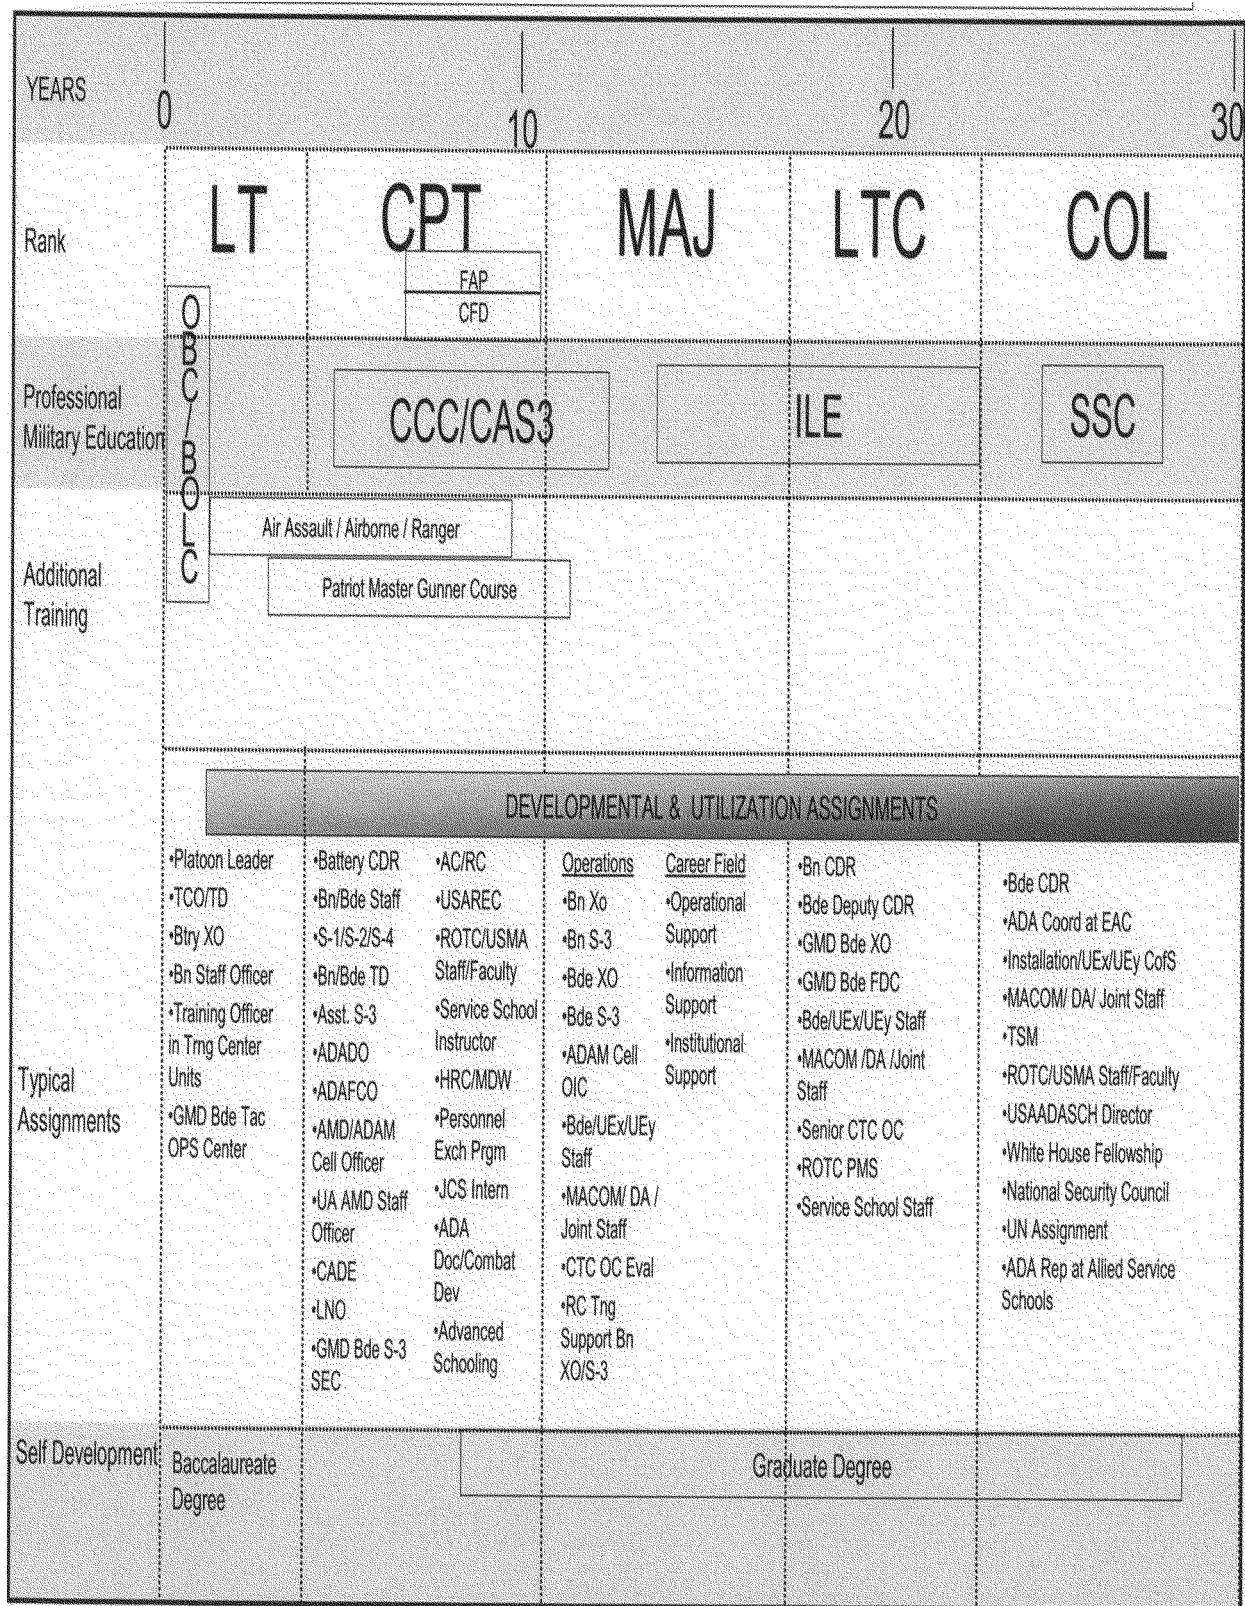 YEARS
0
10
20
30
Rank
LT
CPT
MAJ
LTC
COL
FAP
CFD
OBC/BOLC
Professional
Military Education
CCC/CAS3
ILE
SSC
Additional
Training
Air Assault / Airborne / Ranger
Patriot Master Gunner Course
DEVELOPMENTAL & UTILIZATION ASSIGNMENTS
Typical
Assignments
•Platoon Leader
•TCO/TD
•Btry XO
•Bn Staff Officer
•Training Officer
in Trng Center
Units
•GMD Bde Tac
OPS Center
•Battery CDR
•Bn/Bde Staff
•S-1/S-2/S-4
•Bn/Bde TD
•Asst. S-3
•ADADO
•ADAFCO
•AMD/ADAM
Cell Officer
•UA AMD Staff
Officer
•CADE
•LNO
•GMD Bde S-3
SEC
•AC/RC
•USAREC
•ROTC/USMA
Staff/Faculty
•Service School
Instructor
•HRC/MDW
•Personnel
Exch Prgm
•JCS Intern
•ADA
Doc/Combat
Dev
•Advanced
Schooling
Operations
•Bn Xo
•Bn S-3
•Bde XO
•Bde S-3
•ADAM Cell
OIC
•Bde/UEx/UEy
Staff
•MACOM/ DA /
Joint Staff
•CTC OC Eval
•RC Tng
Support Bn
XO/S-3
Career Field
•Operational
Support
•Information
Support
•Institutional
Support
•Bn CDR
•Bde Deputy CDR
•GMD Bde XO
•GMD Bde FDC
•Bde/UEx/UEy Staff
•MACOM /DA /Joint
Staff
•Senior CTC OC
•ROTC PMS
•Service School Staff
•Bde CDR
•ADA Coord at EAC
•Installation/UEx/UEy CofS
•MACOM/ DA/ Joint Staff
•TSM
•ROTC/USMA Staff/Faculty
•USAADASCH Director
•White House Fellowship
•National Security Council
•UN Assignment
•ADA Rep at Allied Service
Schools
Self Development
Baccalaureate
Degree
Graduate Degree